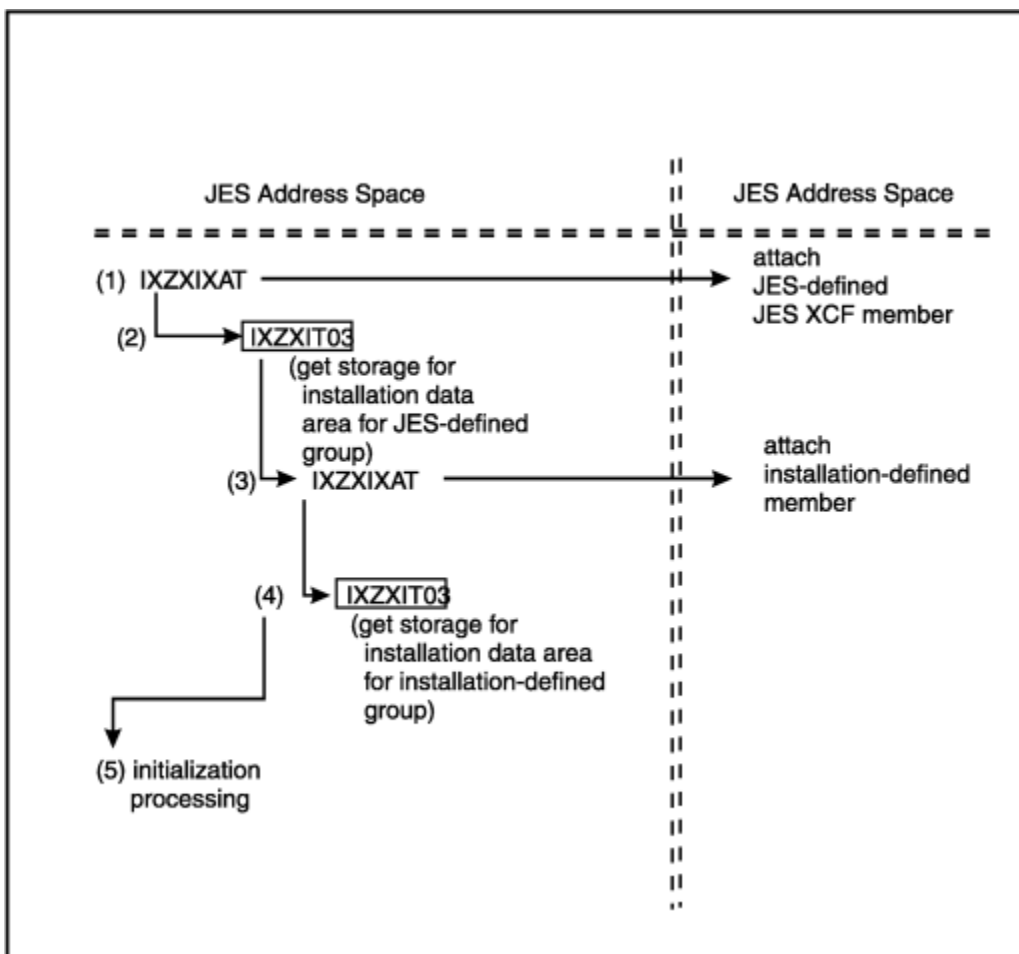 JES Address Space
JES Address Space
(1) IXZXIXAT
attach
JES-defined
JES XCF member
(2)
IXZXIT03
(get storage for
installation data
area for JES-defined
group)
(3)
IXZXIXAT
attach
installation-defined
member
(4)
IXZXIT03
(get storage for
installation data area
for installation-defined
group)
(5) initialization
processing